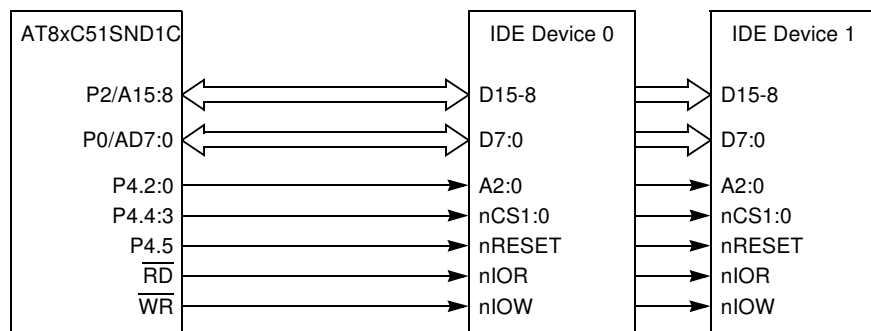 AT8xC51SND1C IDE Device 0 IDE Device 1
P2/A15:8 D15-8 D15-8
P0/AD7:0 D7:0 D7:0
P4.2:0 A2:0 A2:0
P4.4:3 nCS1:0 nCS1:0
P4.5 nRESET nRESET
RD nIOR nIOR
WR nIOW nIOW